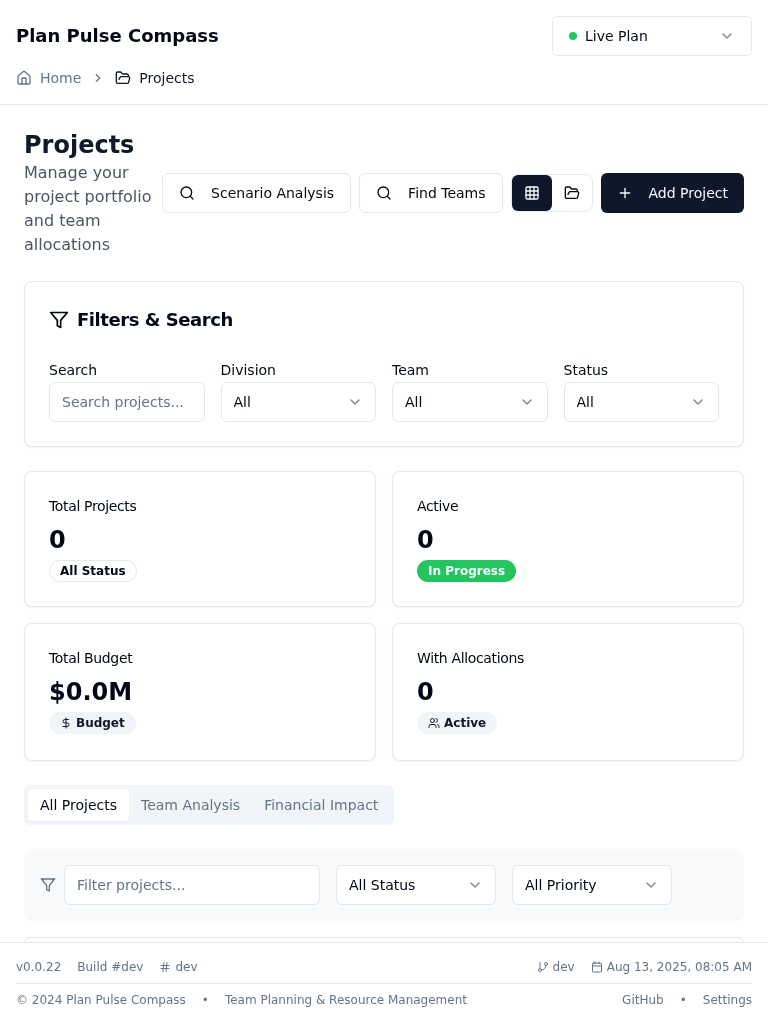 Plan Pulse Compass
Live Plan
Home
Projects
Projects
Manage your
project portfolio
and team
allocations
Scenario Analysis
Find Teams
Add Project
Filters & Search
Search
Division
Team
Status
Search projects...
All
All
All
Total Projects
0
All Status
Active
0
In Progress
Total Budget
$0.0M
Budget
With Allocations
0
Active
All Projects
Team Analysis
Financial Impact
Filter projects...
All Status
All Priority
v0.0.22
Build #dev
dev
dev
Aug 13, 2025, 08:05 AM
© 2024 Plan Pulse Compass
•
Team Planning & Resource Management
GitHub
•
Settings